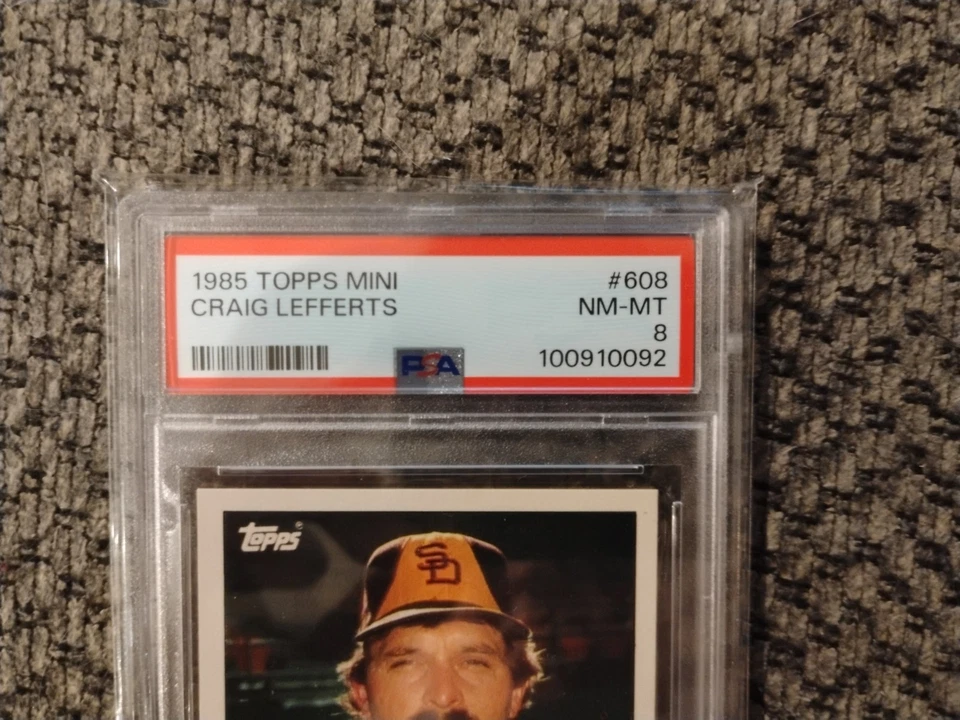 1985 TOPPS MINI #608
CRAIG LEFFERTS NM-MT
8
PSA 100910092
Topps
SD